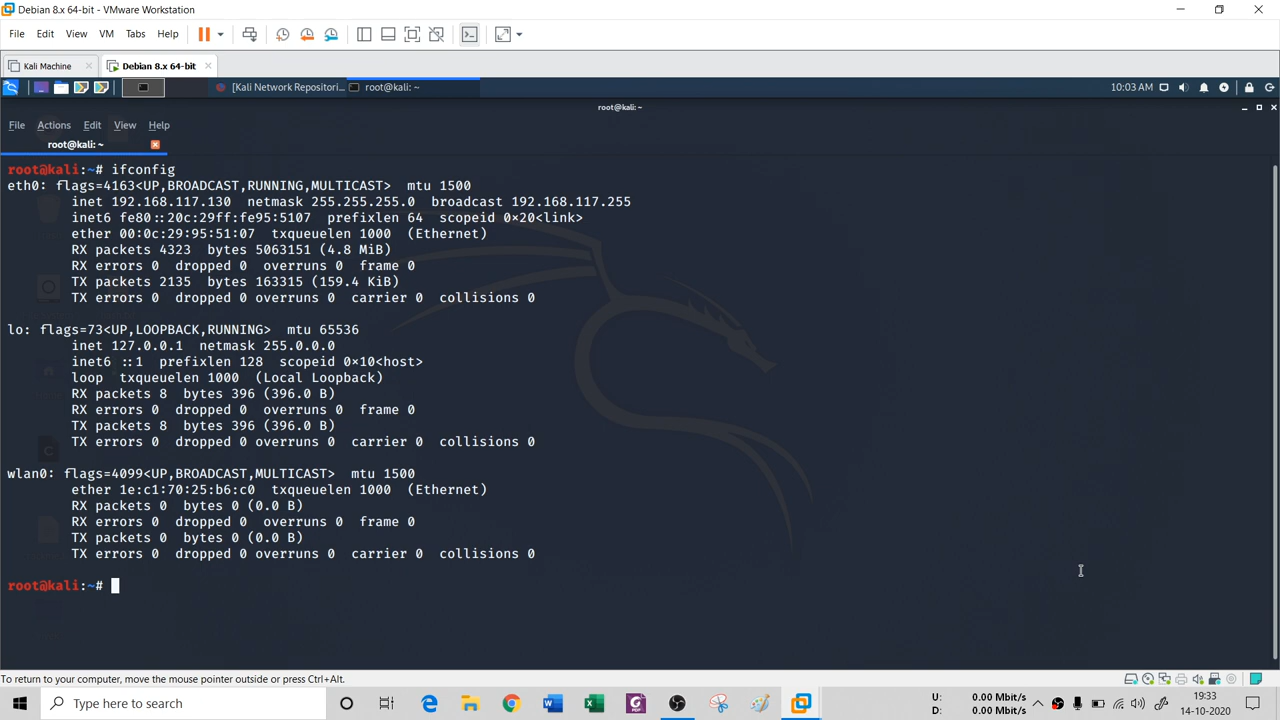 Debian 8.x 64-bit - VMware Workstation
File Edit View VM Tabs Help
Kali Machine Debian 8.x 64-bit
[Kali Network Repositori... root@kali: ~ 10:03 AM
root@kali: ~
File Actions Edit View Help
root@kali: ~
root@kali:~# ifconfig
eth0: flags=4163<UP,BROADCAST,RUNNING,MULTICAST>  mtu 1500
        inet 192.168.117.130  netmask 255.255.255.0  broadcast 192.168.117.255
        inet6 fe80::20c:29ff:fe95:5107  prefixlen 64  scopeid 0×20<link>
        ether 00:0c:29:95:51:07  txqueuelen 1000  (Ethernet)
        RX packets 4323  bytes 5063151 (4.8 MiB)
        RX errors 0  dropped 0  overruns 0  frame 0
        TX packets 2135  bytes 163315 (159.4 KiB)
        TX errors 0  dropped 0 overruns 0  carrier 0  collisions 0
lo: flags=73<UP,LOOPBACK,RUNNING>  mtu 65536
        inet 127.0.0.1  netmask 255.0.0.0
        inet6 ::1  prefixlen 128  scopeid 0×10<host>
        loop  txqueuelen 1000  (Local Loopback)
        RX packets 8  bytes 396 (396.0 B)
        RX errors 0  dropped 0  overruns 0  frame 0
        TX packets 8  bytes 396 (396.0 B)
        TX errors 0  dropped 0 overruns 0  carrier 0  collisions 0
wlan0: flags=4099<UP,BROADCAST,MULTICAST>  mtu 1500
        ether 1e:c1:70:25:b6:c0  txqueuelen 1000  (Ethernet)
        RX packets 0  bytes 0 (0.0 B)
        RX errors 0  dropped 0  overruns 0  frame 0
        TX packets 0  bytes 0 (0.0 B)
        TX errors 0  dropped 0 overruns 0  carrier 0  collisions 0
root@kali:~#
To return to your computer, move the mouse pointer outside or press Ctrl+Alt.
Type here to search
U: 0.00 Mbit/s
D: 0.00 Mbit/s
19:33
14-10-2020